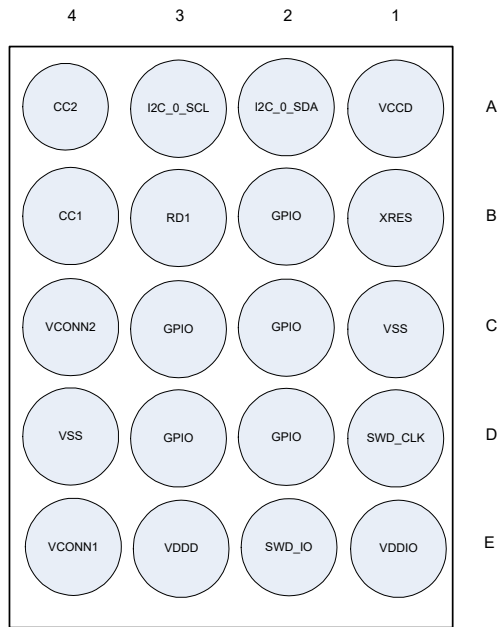 4 3 2 1
CC2 I2C_0_SCL I2C_0_SDA VCCD A
CC1 RD1 GPIO XRES B
VCONN2 GPIO GPIO VSS C
VSS GPIO GPIO SWD_CLK D
VCONN1 VDDD SWD_IO VDDIO E